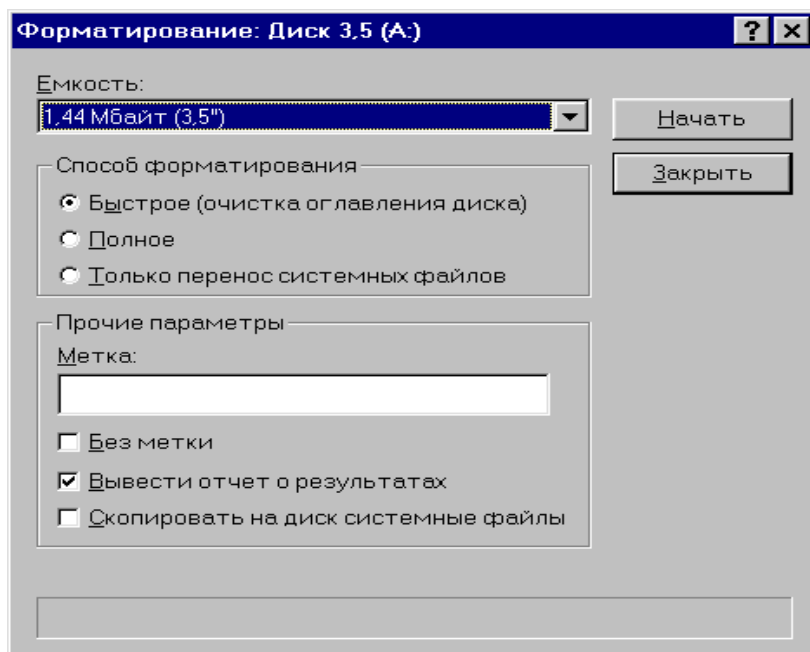 Форматирование: Диск 3,5 (A:)
Емкость:
1,44 Мбайт (3,5")
Начать
Способ форматирования
Закрыть
Быстрое (очистка оглавления диска)
Полное
Только перенос системных файлов
Прочие параметры
Метка:
Без метки
Вывести отчет о результатах
Скопировать на диск системные файлы